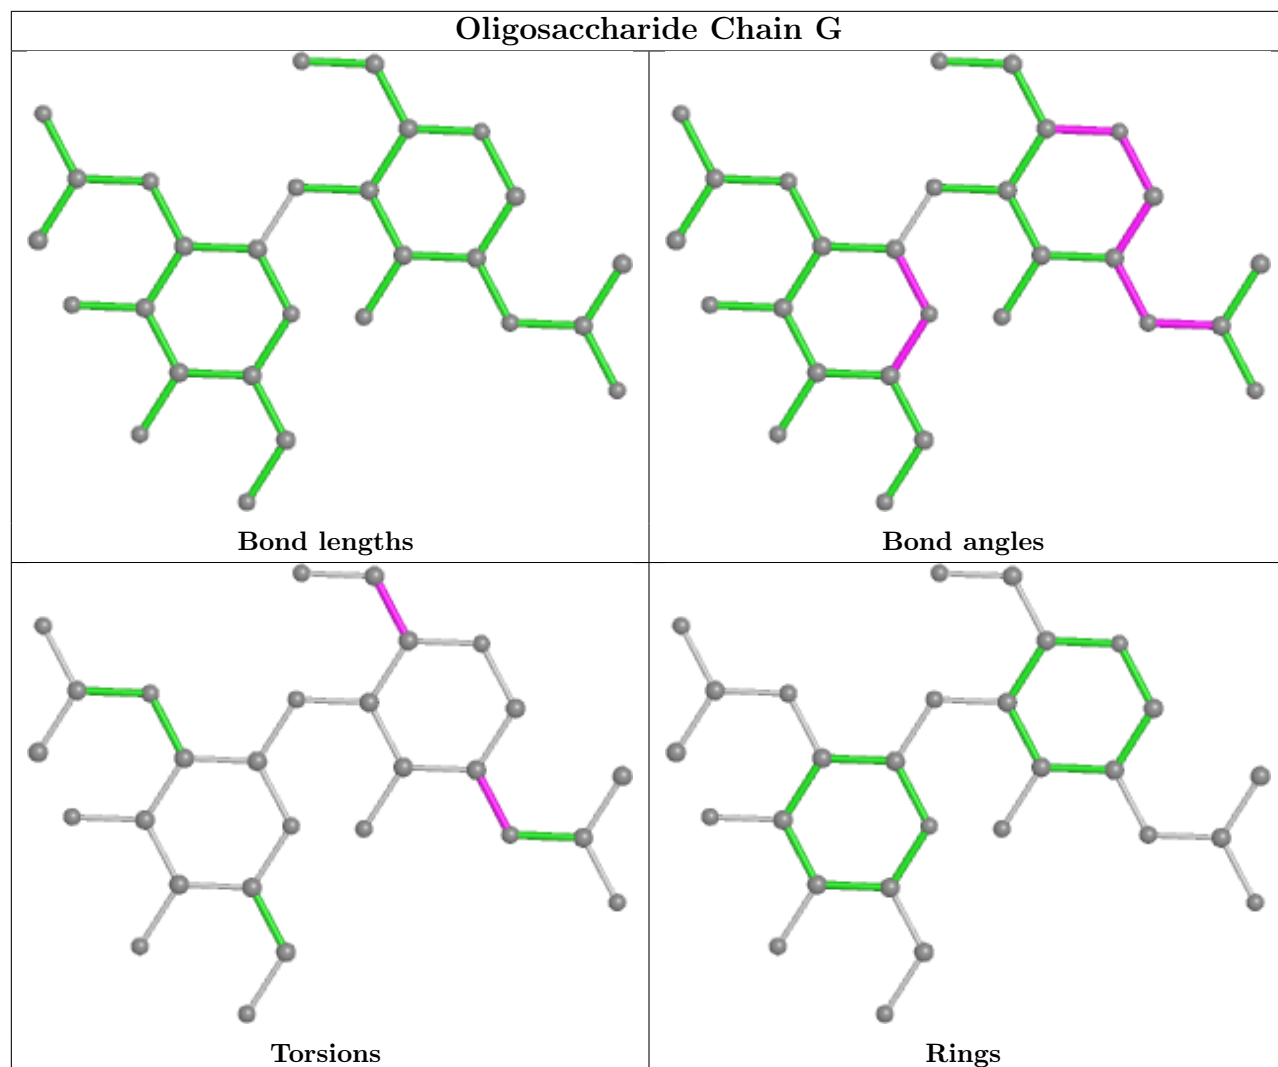 Oligosaccharide Chain G
Bond lengths
Bond angles
Torsions
Rings